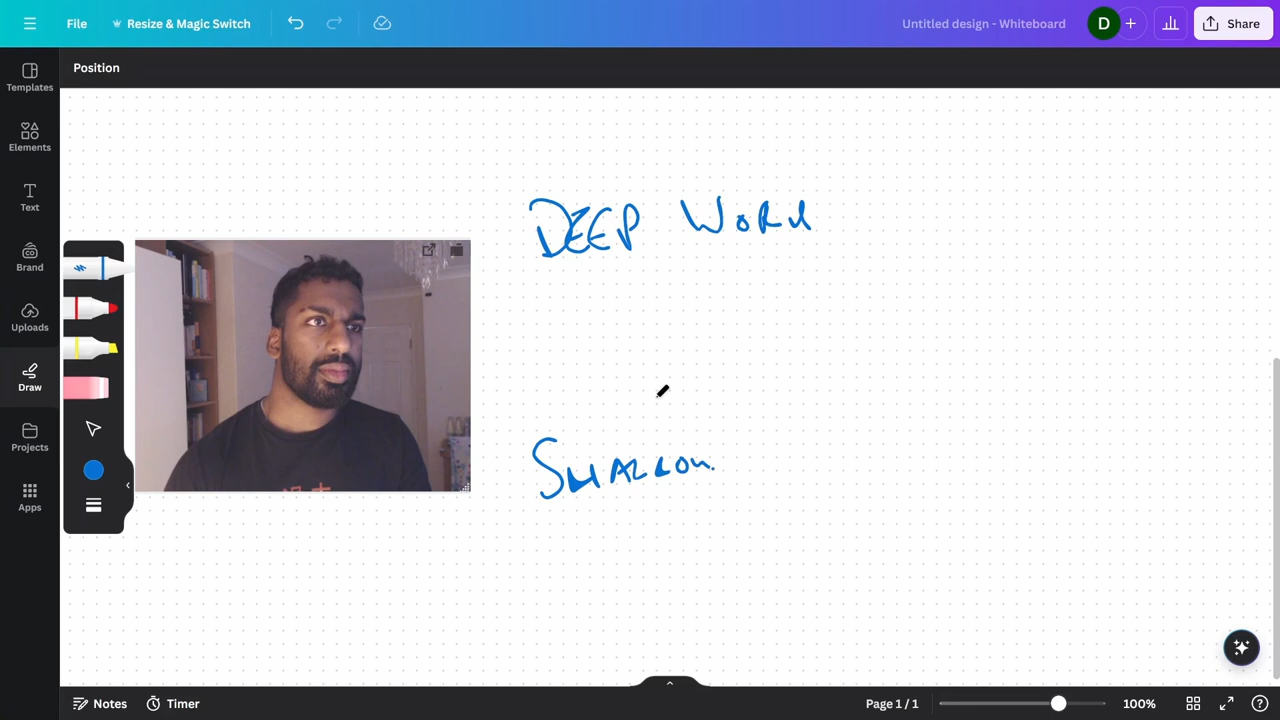 File
Resize & Magic Switch
Untitled design - Whiteboard
D
Share
Position
Templates
Elements
Text
Brand
Uploads
Draw
Projects
Apps
DEEP WORK
SHALLOW
Notes
Timer
Page 1 / 1
100%